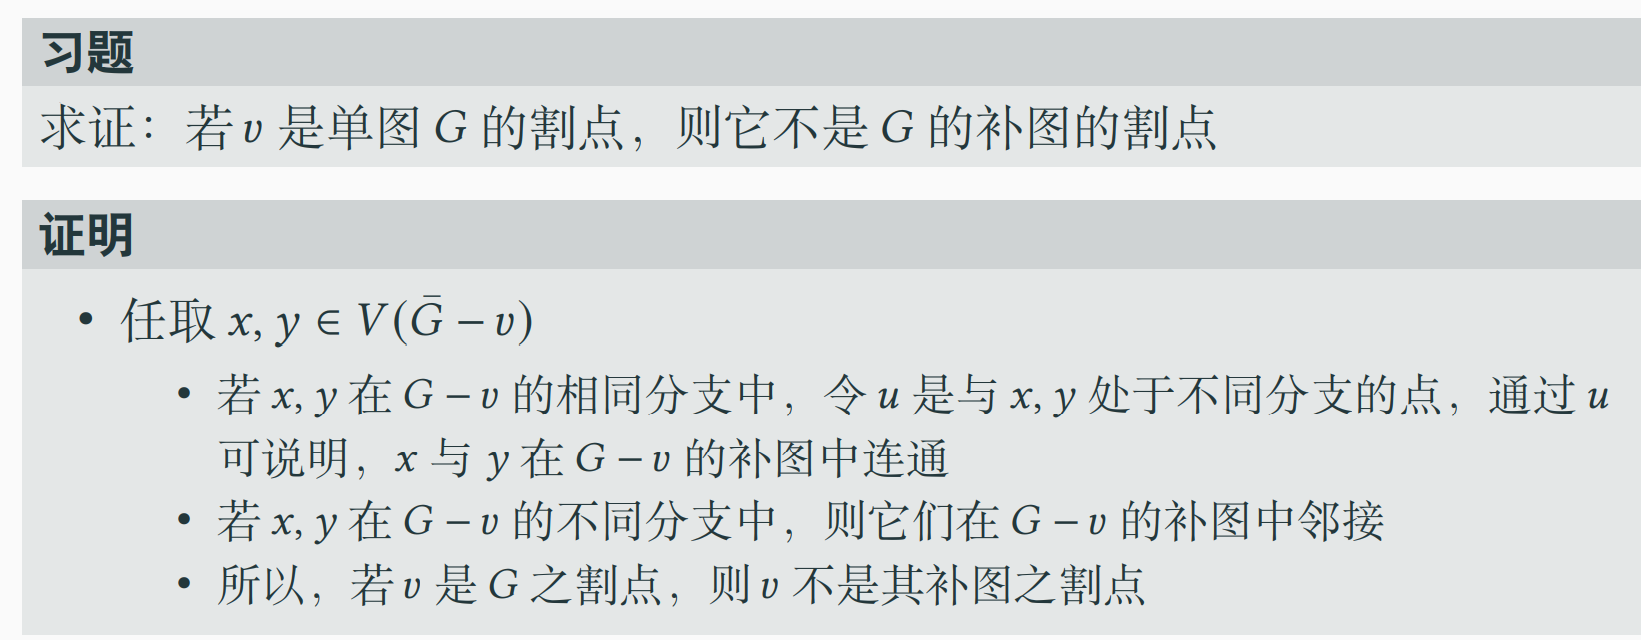 习题
求证：若 v 是单图 G 的割点，则它不是 G 的补图的割点
证明
• 任取 x, y ∈ V(Ḡ − v)
• 若 x, y 在 G − v 的相同分支中，令 u 是与 x, y 处于不同分支的点，通过 u
可说明，x 与 y 在 G − v 的补图中连通
• 若 x, y 在 G − v 的不同分支中，则它们在 G − v 的补图中邻接
• 所以，若 v 是 G 之割点，则 v 不是其补图之割点